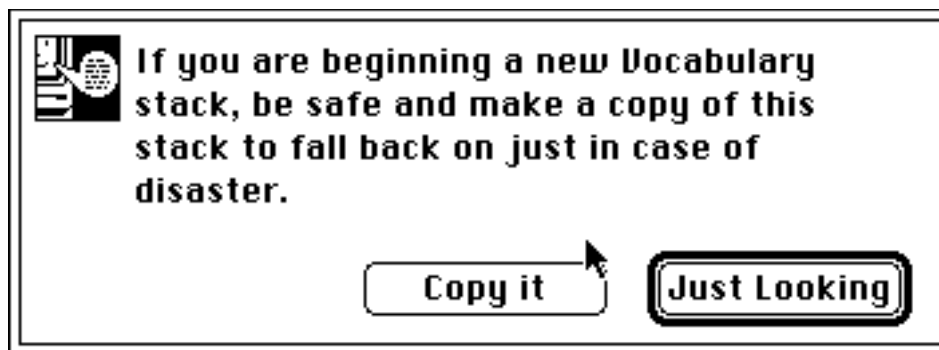 If you are beginning a new Vocabulary
stack, be safe and make a copy of this
stack to fall back on just in case of
disaster.
Copy it
Just Looking